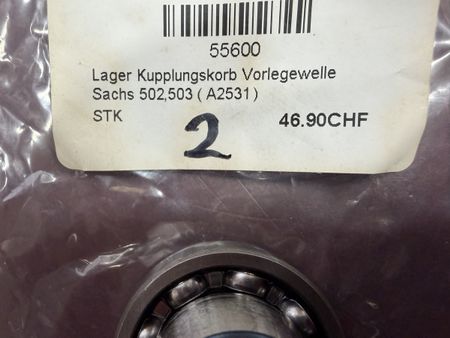 55600
Lager Kupplungskorb Vorlegewelle
Sachs 502,503 ( A2531 )
STK 46.90CHF
2